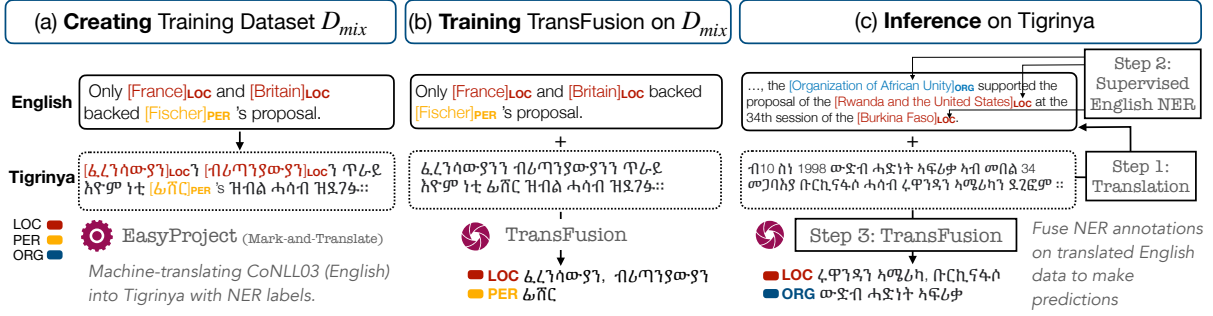 (a) Creating Training Dataset D_mix
(b) Training TransFusion on D_mix
(c) Inference on Tigrinya
English
Only [France]LOC and [Britain]LOC
backed [Fischer]PER 's proposal.
Tigrinya
[ፈረንሳውያን]LOCን [ብሪጣንያውያን]LOCን ጥራይ
እዮም ነቲ [ፊሸር]PER 's ዝብል ሓሳብ ዝደገፉ።
LOC
PER
ORG
EasyProject (Mark-and-Translate)
Machine-translating CoNLL03 (English)
into Tigrinya with NER labels.
Only [France]LOC and [Britain]LOC backed
[Fischer]PER 's proposal.
+
ፈረንሳውያንን ብሪጣንያውያንን ጥራይ
እዮም ነቲ ፊሸር ዝብል ሓሳብ ዝደገፉ።
TransFusion
LOC ፈረንሳውያን, ብሪጣንያውያን
PER ፊሸር
..., the [Organization of African Unity]ORG supported the
proposal of the [Rwanda and the United States]LOC at the
34th session of the [Burkina Faso]LOC.
+
ብ10 ስነ 1998 ውድብ ሓድነት ኣፍሪቃ ኣብ መበል 34
መጋባእያ ቡርኪናፋሶ ሓሳብ ሩዋንዳን ኣሜሪካን ደገፎም ።
Step 3: TransFusion
LOC ሩዋንዳን ኣሜሪካ, ቡርኪናፋሶ
ORG ውድብ ሓድነት ኣፍሪቃ
Step 2:
Supervised
English NER
Step 1:
Translation
Fuse NER annotations
on translated English
data to make
predictions